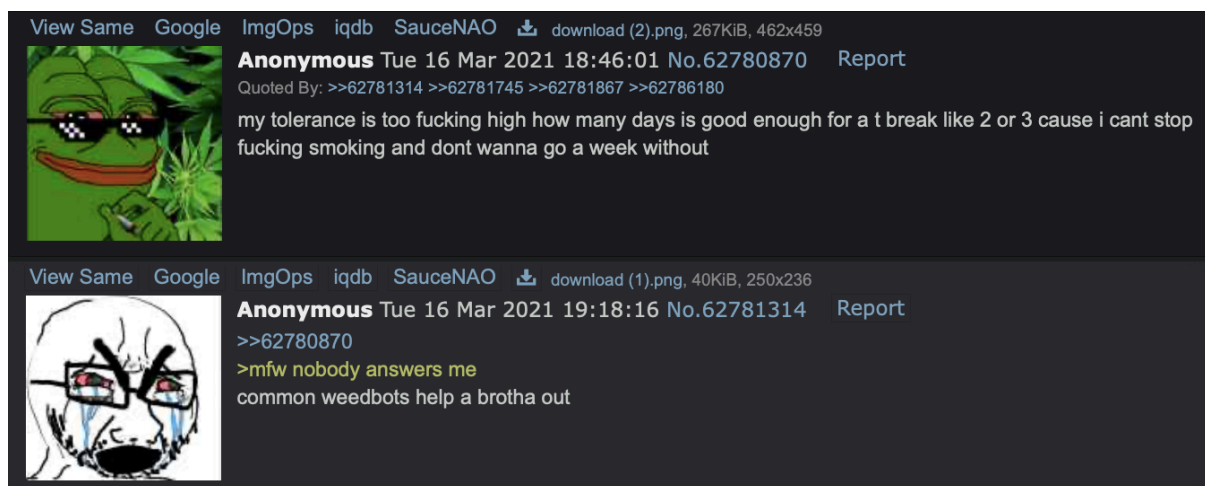 View Same Google ImgOps iqdb SauceNAO download (2).png, 267KiB, 462x459
Anonymous Tue 16 Mar 2021 18:46:01 No.62780870 Report
Quoted By: >>62781314 >>62781745 >>62781867 >>62786180
my tolerance is too fucking high how many days is good enough for a t break like 2 or 3 cause i cant stop
fucking smoking and dont wanna go a week without
View Same Google ImgOps iqdb SauceNAO download (1).png, 40KiB, 250x236
Anonymous Tue 16 Mar 2021 19:18:16 No.62781314 Report
>>62780870
>mfw nobody answers me
common weedbots help a brotha out